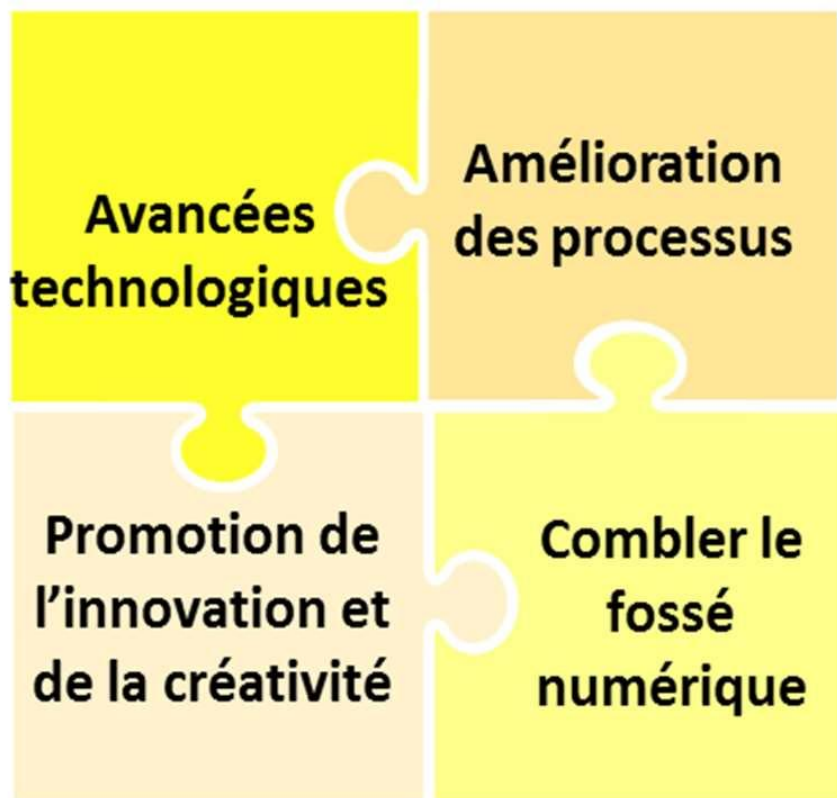 Avancées
technologiques
Amélioration
des processus
Promotion de
l'innovation et
de la créativité
Combler le
fossé
numérique